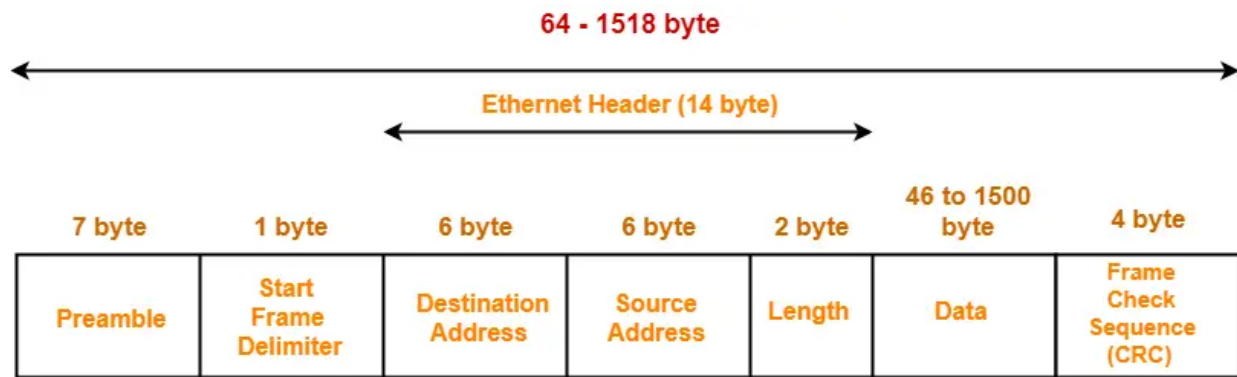 64 - 1518 byte
Ethernet Header (14 byte)
7 byte
1 byte
6 byte
6 byte
2 byte
46 to 1500
byte
4 byte
Preamble
Start
Frame
Delimiter
Destination
Address
Source
Address
Length
Data
Frame
Check
Sequence
(CRC)